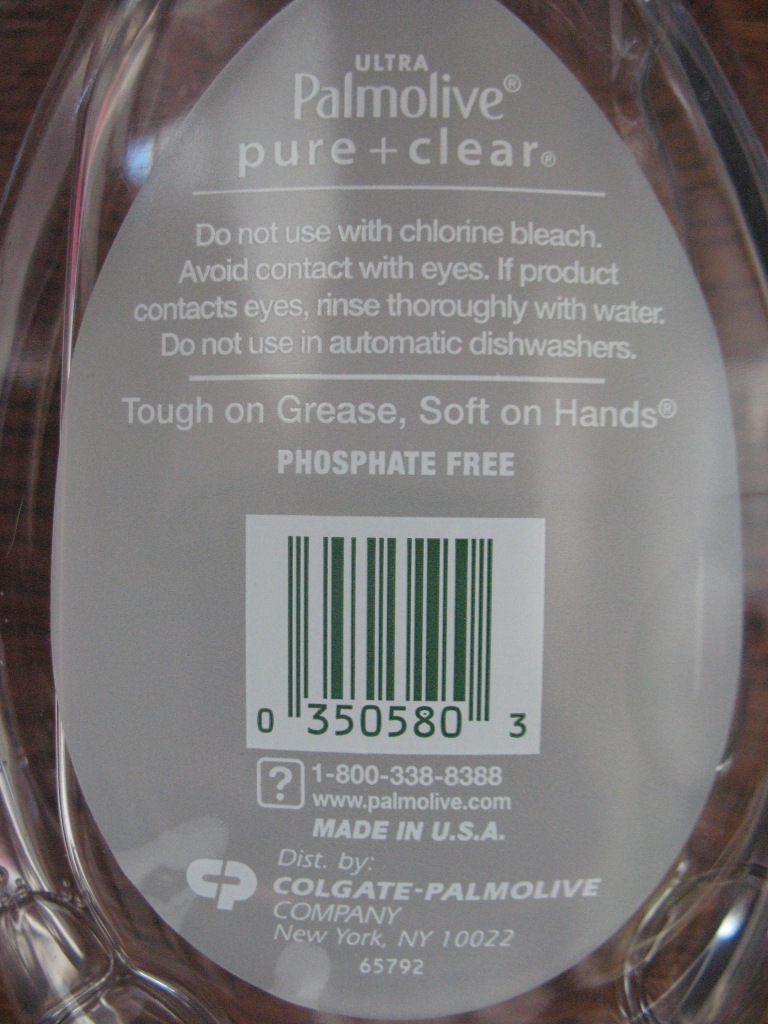 ULTRA
Palmolive®
pure + clear®
Do not use with chlorine bleach.
Avoid contact with eyes. If product
contacts eyes, rinse thoroughly with water.
Do not use in automatic dishwashers.
Tough on Grease, Soft on Hands®
PHOSPHATE FREE
0 350580 3
? 1-800-338-8388
www.palmolive.com
MADE IN U.S.A.
CP
Dist. by:
COLGATE-PALMOLIVE
COMPANY
New York, NY 10022
65792